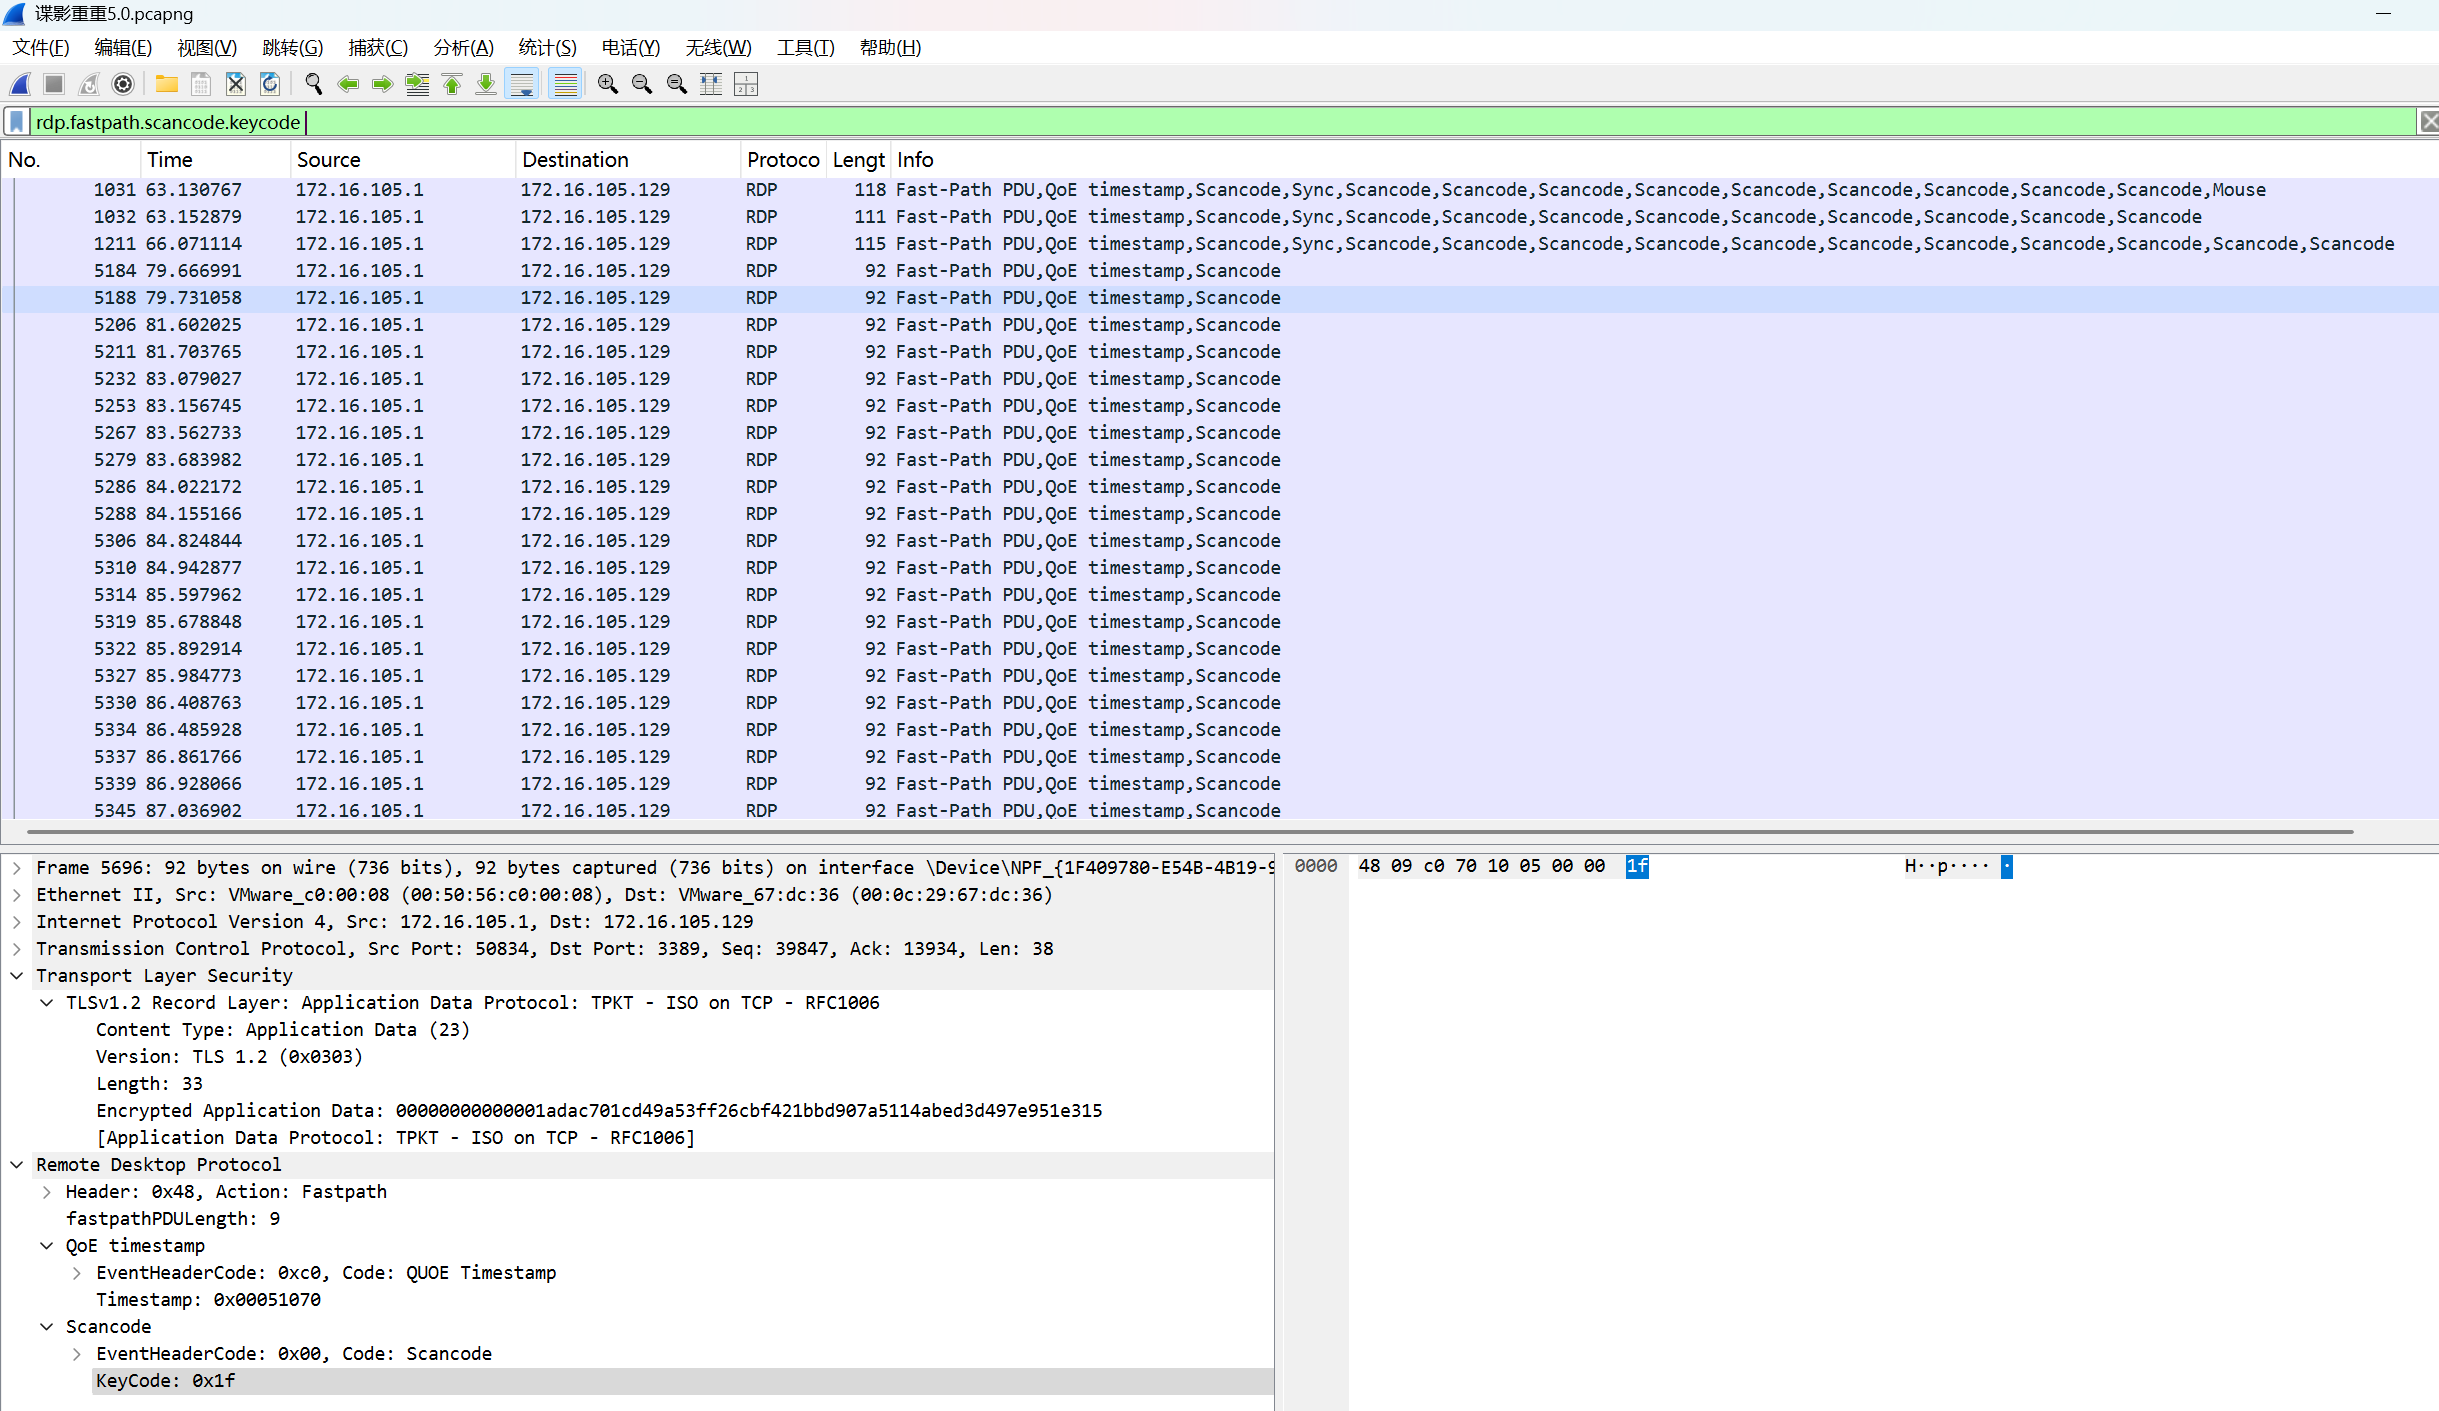 谍影重重5.0.pcapng
文件(F) 编辑(E) 视图(V) 跳转(G) 捕获(C) 分析(A) 统计(S) 电话(Y) 无线(W) 工具(T) 帮助(H)
rdp.fastpath.scancode.keycode
No. Time Source Destination Protoco Lengt Info
1031 63.130767 172.16.105.1 172.16.105.129 RDP 118 Fast-Path PDU,QoE timestamp,Scancode,Sync,Scancode,Scancode,Scancode,Scancode,Scancode,Scancode,Scancode,Scancode,Scancode,Mouse
1032 63.152879 172.16.105.1 172.16.105.129 RDP 111 Fast-Path PDU,QoE timestamp,Scancode,Sync,Scancode,Scancode,Scancode,Scancode,Scancode,Scancode,Scancode,Scancode,Scancode
1211 66.071114 172.16.105.1 172.16.105.129 RDP 115 Fast-Path PDU,QoE timestamp,Scancode,Sync,Scancode,Scancode,Scancode,Scancode,Scancode,Scancode,Scancode,Scancode,Scancode,Scancode,Scancode
5184 79.666991 172.16.105.1 172.16.105.129 RDP 92 Fast-Path PDU,QoE timestamp,Scancode
5188 79.731058 172.16.105.1 172.16.105.129 RDP 92 Fast-Path PDU,QoE timestamp,Scancode
5206 81.602025 172.16.105.1 172.16.105.129 RDP 92 Fast-Path PDU,QoE timestamp,Scancode
5211 81.703765 172.16.105.1 172.16.105.129 RDP 92 Fast-Path PDU,QoE timestamp,Scancode
5232 83.079027 172.16.105.1 172.16.105.129 RDP 92 Fast-Path PDU,QoE timestamp,Scancode
5253 83.156745 172.16.105.1 172.16.105.129 RDP 92 Fast-Path PDU,QoE timestamp,Scancode
5267 83.562733 172.16.105.1 172.16.105.129 RDP 92 Fast-Path PDU,QoE timestamp,Scancode
5279 83.683982 172.16.105.1 172.16.105.129 RDP 92 Fast-Path PDU,QoE timestamp,Scancode
5286 84.022172 172.16.105.1 172.16.105.129 RDP 92 Fast-Path PDU,QoE timestamp,Scancode
5288 84.155166 172.16.105.1 172.16.105.129 RDP 92 Fast-Path PDU,QoE timestamp,Scancode
5306 84.824844 172.16.105.1 172.16.105.129 RDP 92 Fast-Path PDU,QoE timestamp,Scancode
5310 84.942877 172.16.105.1 172.16.105.129 RDP 92 Fast-Path PDU,QoE timestamp,Scancode
5314 85.597962 172.16.105.1 172.16.105.129 RDP 92 Fast-Path PDU,QoE timestamp,Scancode
5319 85.678848 172.16.105.1 172.16.105.129 RDP 92 Fast-Path PDU,QoE timestamp,Scancode
5322 85.892914 172.16.105.1 172.16.105.129 RDP 92 Fast-Path PDU,QoE timestamp,Scancode
5327 85.984773 172.16.105.1 172.16.105.129 RDP 92 Fast-Path PDU,QoE timestamp,Scancode
5330 86.408763 172.16.105.1 172.16.105.129 RDP 92 Fast-Path PDU,QoE timestamp,Scancode
5334 86.485928 172.16.105.1 172.16.105.129 RDP 92 Fast-Path PDU,QoE timestamp,Scancode
5337 86.861766 172.16.105.1 172.16.105.129 RDP 92 Fast-Path PDU,QoE timestamp,Scancode
5339 86.928066 172.16.105.1 172.16.105.129 RDP 92 Fast-Path PDU,QoE timestamp,Scancode
5345 87.036902 172.16.105.1 172.16.105.129 RDP 92 Fast-Path PDU,QoE timestamp,Scancode
Frame 5696: 92 bytes on wire (736 bits), 92 bytes captured (736 bits) on interface \Device\NPF_{1F409780-E54B-4B19-9
Ethernet II, Src: VMware_c0:00:08 (00:50:56:c0:00:08), Dst: VMware_67:dc:36 (00:0c:29:67:dc:36)
Internet Protocol Version 4, Src: 172.16.105.1, Dst: 172.16.105.129
Transmission Control Protocol, Src Port: 50834, Dst Port: 3389, Seq: 39847, Ack: 13934, Len: 38
Transport Layer Security
TLSv1.2 Record Layer: Application Data Protocol: TPKT - ISO on TCP - RFC1006
Content Type: Application Data (23)
Version: TLS 1.2 (0x0303)
Length: 33
Encrypted Application Data: 00000000000001adac701cd49a53ff26cbf421bbd907a5114abed3d497e951e315
[Application Data Protocol: TPKT - ISO on TCP - RFC1006]
Remote Desktop Protocol
Header: 0x48, Action: Fastpath
fastpathPDULength: 9
QoE timestamp
EventHeaderCode: 0xc0, Code: QUOE Timestamp
Timestamp: 0x00051070
Scancode
EventHeaderCode: 0x00, Code: Scancode
KeyCode: 0x1f
0000 48 09 c0 70 10 05 00 00 1f H··p···· ·